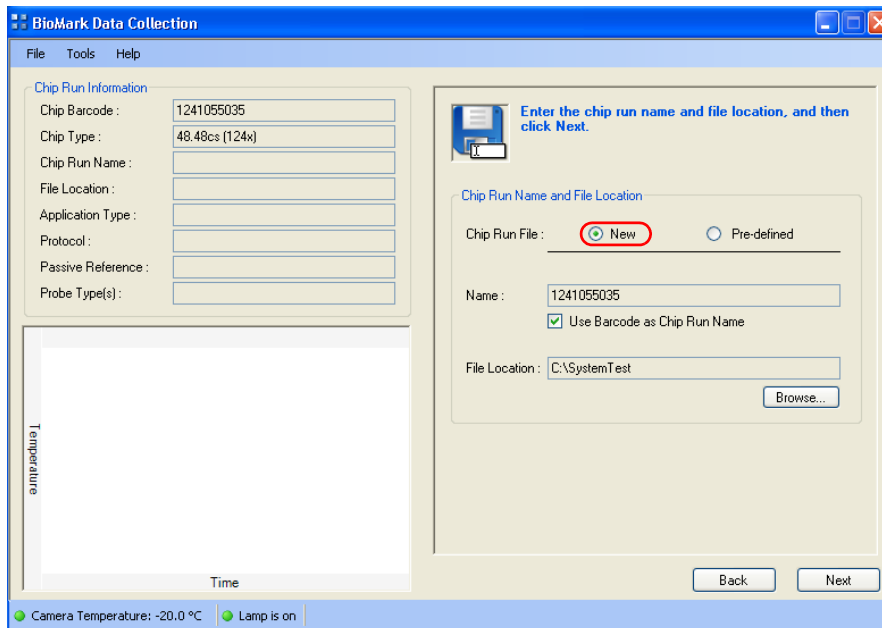 BioMark Data Collection
File Tools Help
Chip Run Information
Chip Barcode : 1241055035
Chip Type : 48.48cs (124x)
Chip Run Name :
File Location :
Application Type :
Protocol :
Passive Reference :
Probe Type(s) :
Temperature
Time
Enter the chip run name and file location, and then
click Next.
Chip Run Name and File Location
Chip Run File : New Pre-defined
Name : 1241055035
Use Barcode as Chip Run Name
File Location : C:\SystemTest
Browse...
Back Next
Camera Temperature: -20.0 ºC Lamp is on